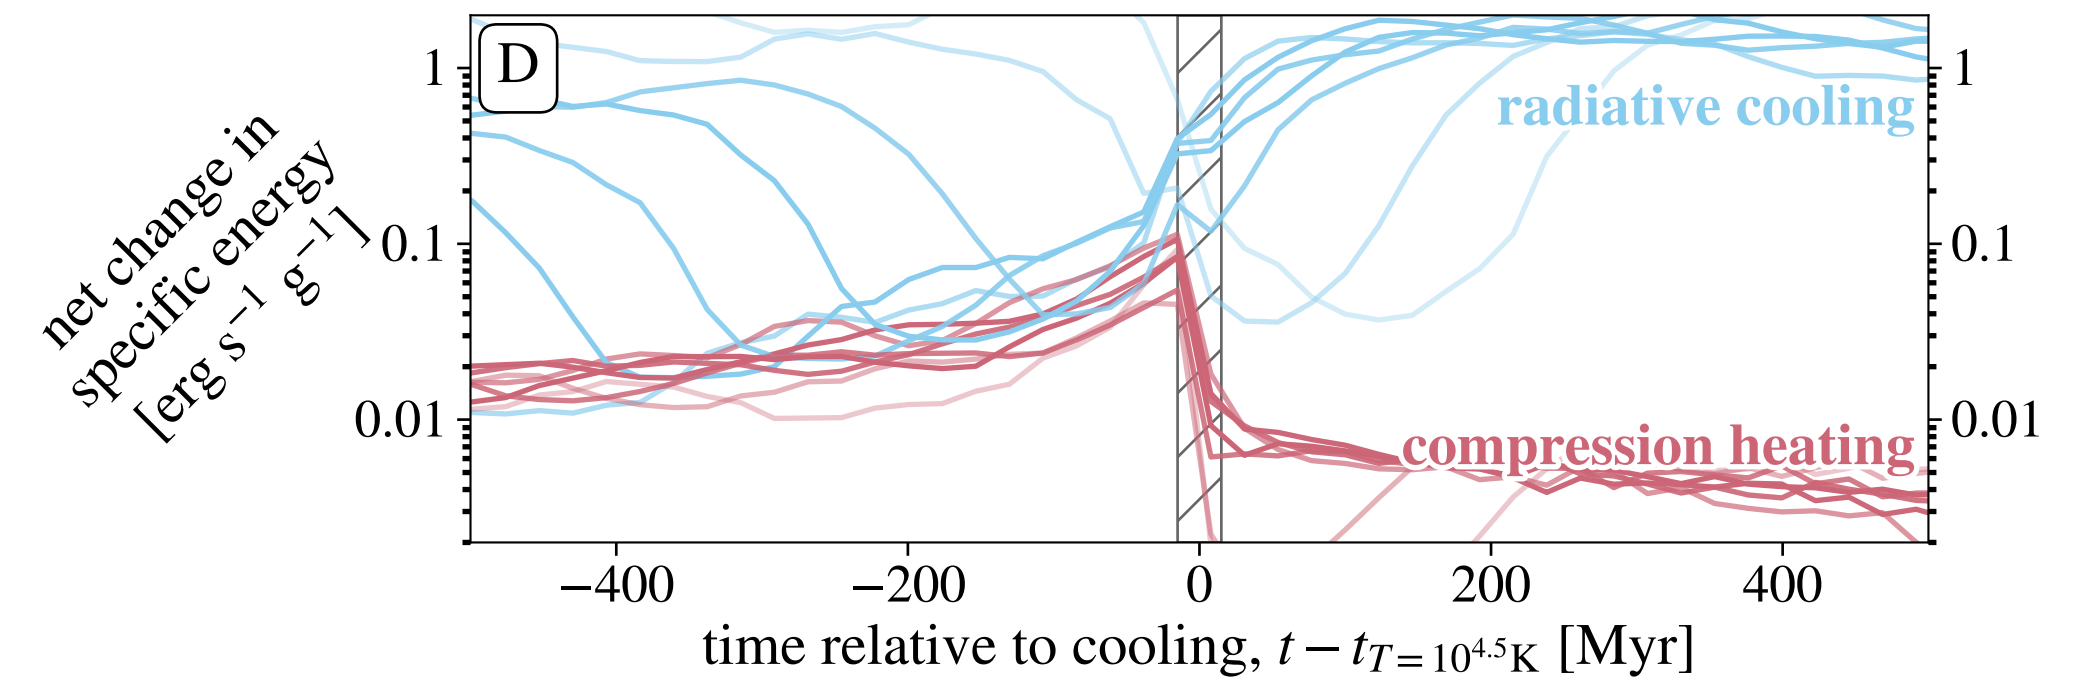 D
net change in
specific energy
[erg s⁻¹ g⁻¹]
1
0.1
0.01
1
0.1
0.01
radiative cooling
compression heating
−400
−200
0
200
400
time relative to cooling, t − t_{T=10^{4.5}K} [Myr]